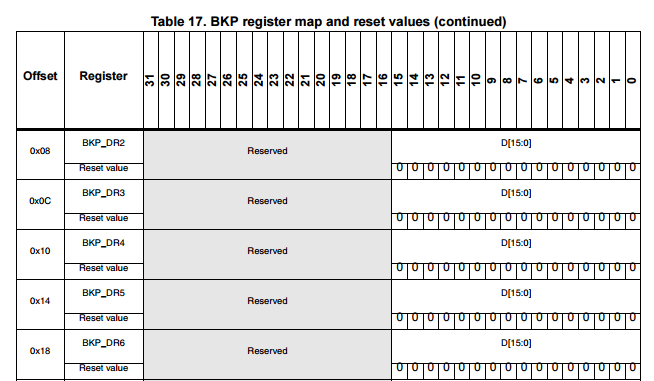 Table 17. BKP register map and reset values (continued)
Offset Register 31 30 29 28 27 26 25 24 23 22 21 20 19 18 17 16 15 14 13 12 11 10 9 8 7 6 5 4 3 2 1 0
0x08 BKP_DR2 Reserved D[15:0]
Reset value 0 0 0 0 0 0 0 0 0 0 0 0 0 0 0 0
0x0C BKP_DR3 Reserved D[15:0]
Reset value 0 0 0 0 0 0 0 0 0 0 0 0 0 0 0 0
0x10 BKP_DR4 Reserved D[15:0]
Reset value 0 0 0 0 0 0 0 0 0 0 0 0 0 0 0 0
0x14 BKP_DR5 Reserved D[15:0]
Reset value 0 0 0 0 0 0 0 0 0 0 0 0 0 0 0 0
0x18 BKP_DR6 Reserved D[15:0]
Reset value 0 0 0 0 0 0 0 0 0 0 0 0 0 0 0 0